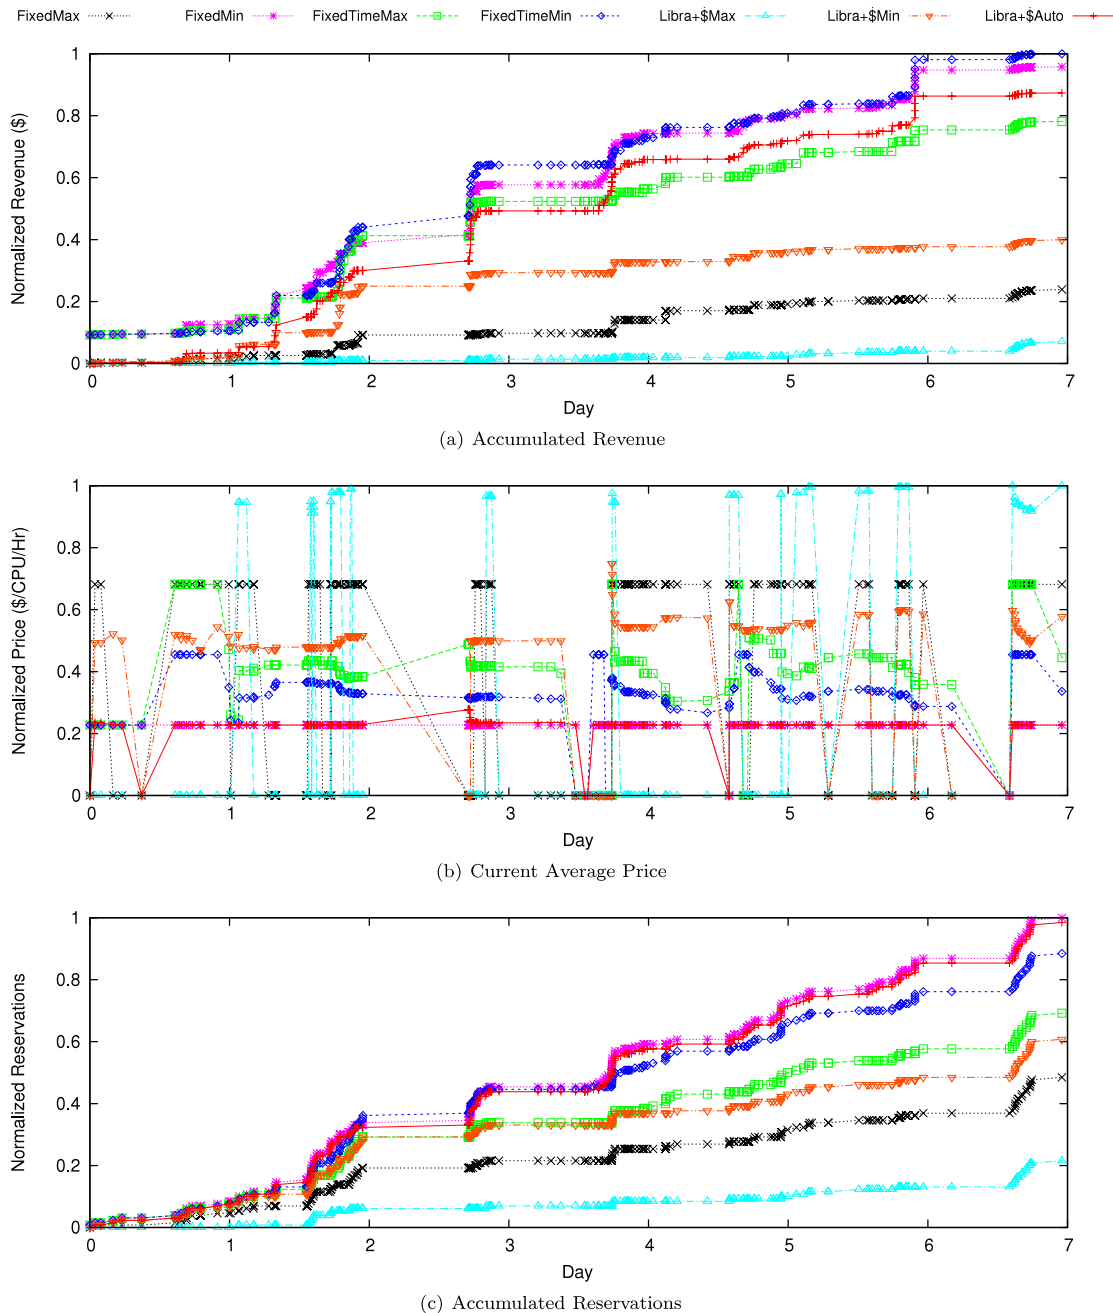 FixedMax FixedMin FixedTimeMax FixedTimeMin Libra+$Max Libra+$Min Libra+$Auto
1
0.8
0.6
0.4
0.2
0
Normalized Revenue ($)
0 1 2 3 4 5 6 7
Day
(a) Accumulated Revenue
1
0.8
0.6
0.4
0.2
0
Normalized Price ($/CPU/Hr)
0 1 2 3 4 5 6 7
Day
(b) Current Average Price
1
0.8
0.6
0.4
0.2
0
Normalized Reservations
0 1 2 3 4 5 6 7
Day
(c) Accumulated Reservations